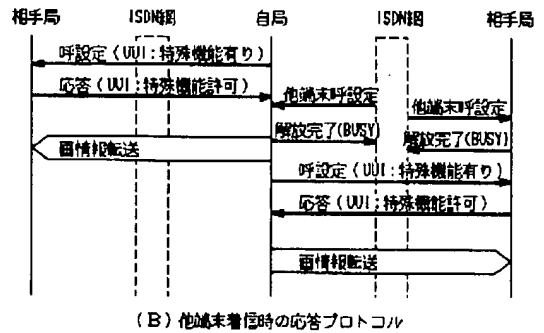 相手局 ISDN網 自局 ISDN網 相手局
呼設定(UUI:特殊機能有り)
応答(UUI:特殊機能許可)
他端末呼設定
他端末呼設定
解放完了(BUSY)
解放完了(BUSY)
画情報転送
呼設定(UUI:特殊機能有り)
応答(UUI:特殊機能許可)
画情報転送
(B)他端末着信時の応答プロトコル